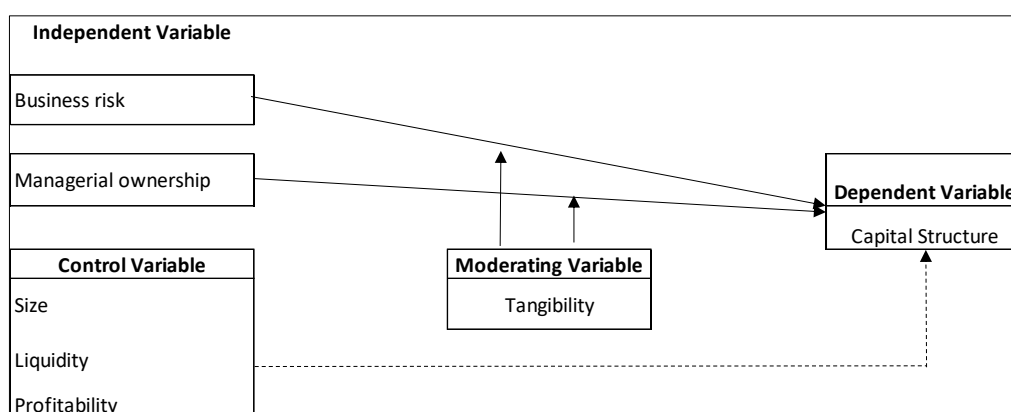 Independent Variable
Business risk
Managerial ownership
Dependent Variable
Capital Structure
Control Variable
Moderating Variable
Size
Tangibility
Liquidity
Profitability